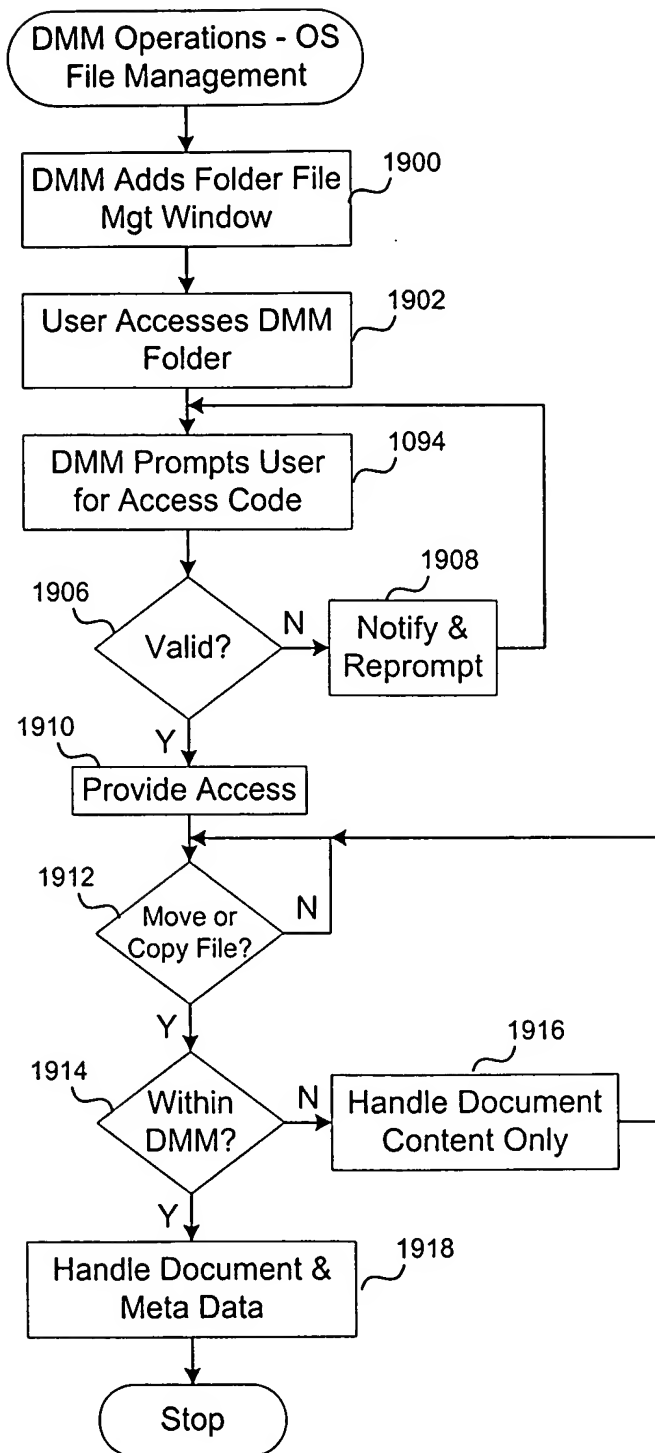 DMM Operations - OS
File Management
DMM Adds Folder File
Mgt Window
1900
User Accesses DMM
Folder
1902
DMM Prompts User
for Access Code
1094
1906
Valid?
N
Y
1908
Notify &
Reprompt
1910
Provide Access
1912
Move or
Copy File?
N
Y
1914
Within
DMM?
N
Y
1916
Handle Document
Content Only
Handle Document &
Meta Data
1918
Stop